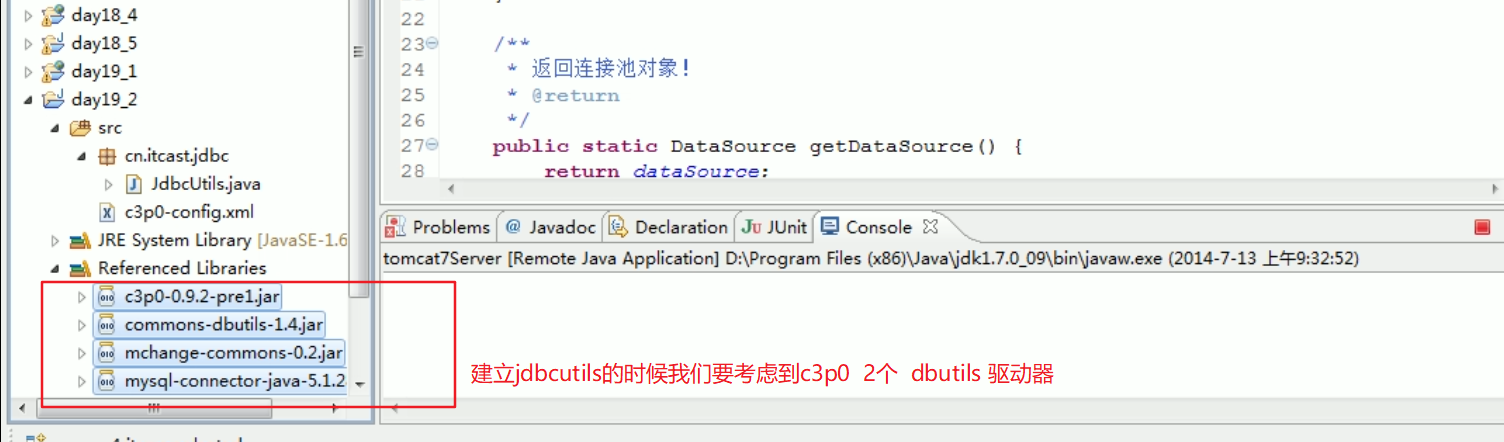 day18_4
day18_5
day19_1
day19_2
src
cn.itcast.jdbc
JdbcUtils.java
c3p0-config.xml
JRE System Library [JavaSE-1.6
Referenced Libraries
c3p0-0.9.2-pre1.jar
commons-dbutils-1.4.jar
mchange-commons-0.2.jar
mysql-connector-java-5.1.2
22
23 /**
24 * 返回连接池对象!
25 * @return
26 */
27 public static DataSource getDataSource() {
28 return dataSource;
Problems @ Javadoc Declaration JU JUnit Console
tomcat7Server [Remote Java Application] D:\Program Files (x86)\Java\jdk1.7.0_09\bin\javaw.exe (2014-7-13 上午9:32:52)
建立jdbcutils的时候我们要考虑到c3p0 2个 dbutils 驱动器